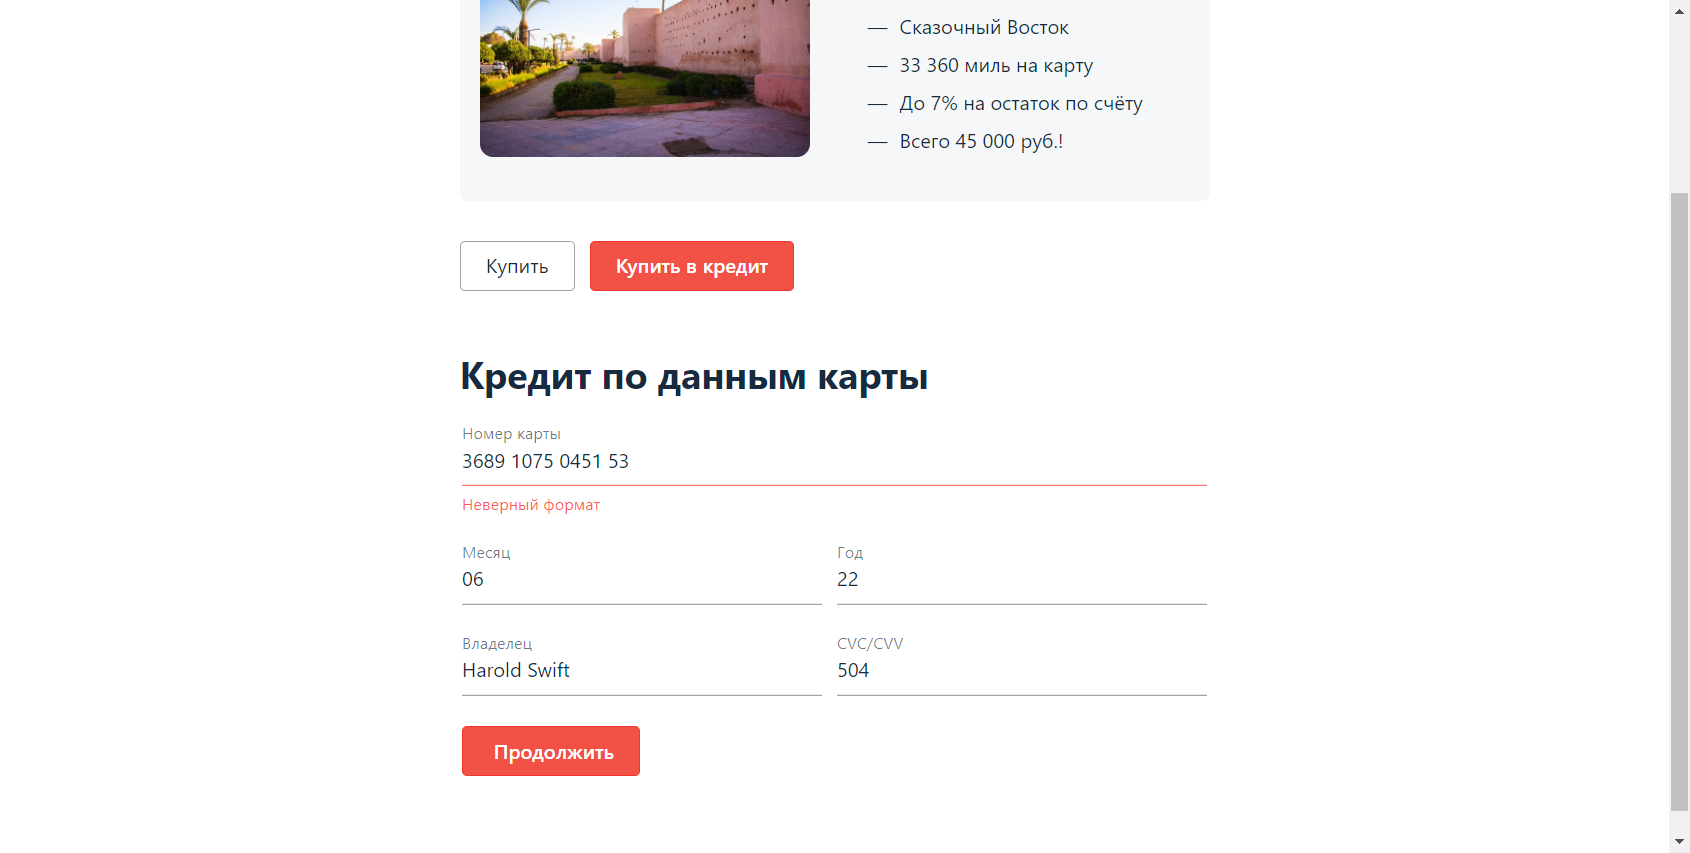 — Сказочный Восток
— 33 360 миль на карту
— До 7% на остаток по счёту
— Всего 45 000 руб.!
Купить Купить в кредит
Кредит по данным карты
Номер карты
3689 1075 0451 53
Неверный формат
Месяц Год
06 22
Владелец CVC/CVV
Harold Swift 504
Продолжить